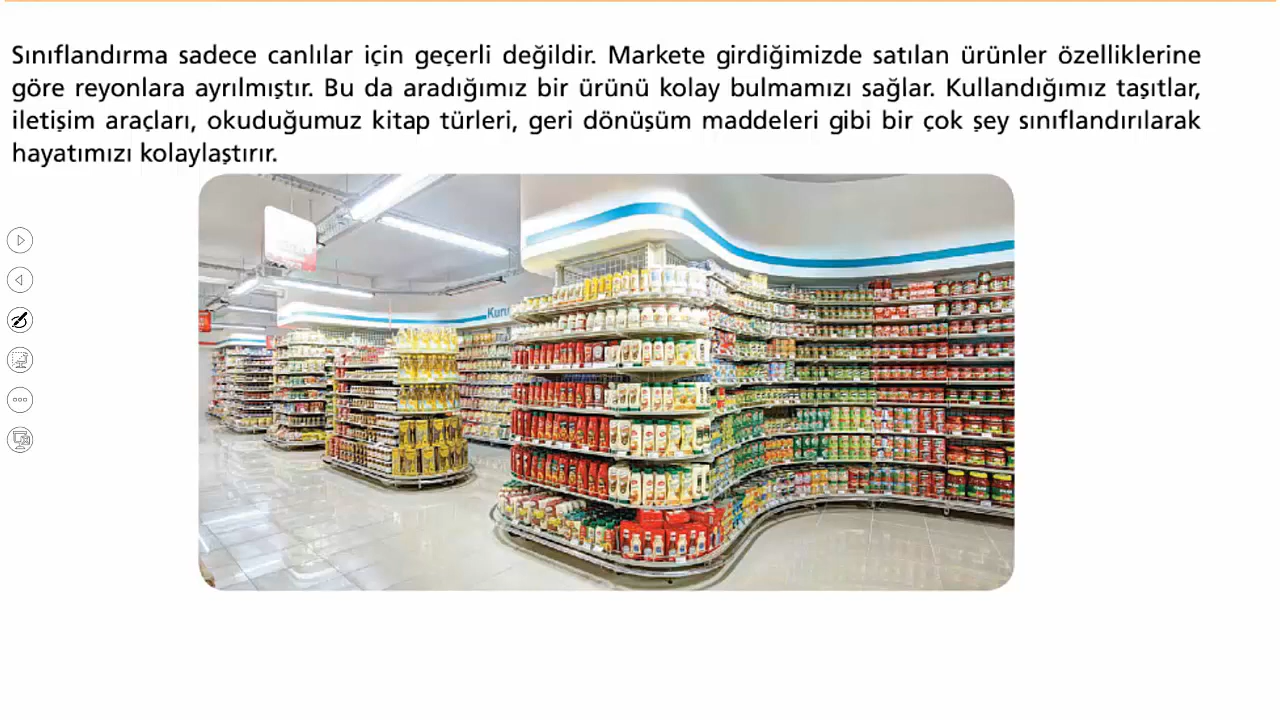 Sınıflandırma sadece canlılar için geçerli değildir. Markete girdiğimizde satılan ürünler özelliklerine
göre reyonlara ayrılmıştır. Bu da aradığımız bir ürünü kolay bulmamızı sağlar. Kullandığımız taşıtlar,
iletişim araçları, okuduğumuz kitap türleri, geri dönüşüm maddeleri gibi bir çok şey sınıflandırılarak
hayatımızı kolaylaştırır.